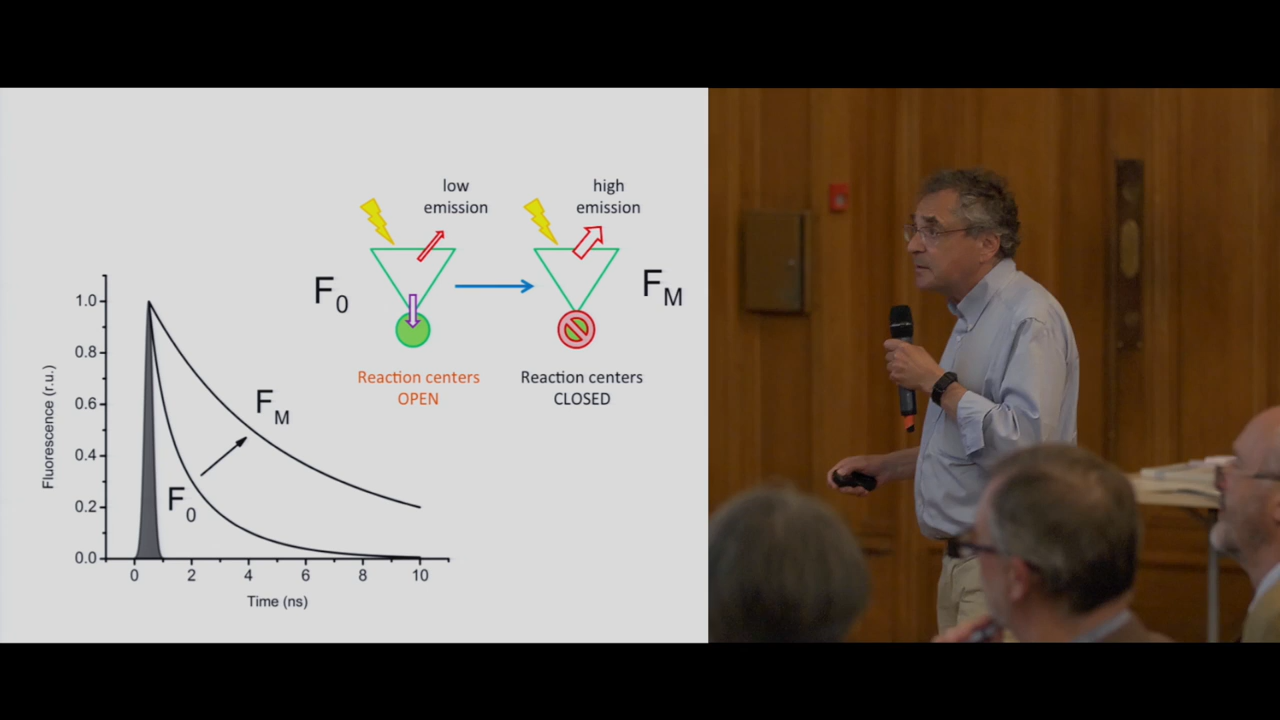 low
emission
high
emission
F0
FM
Reaction centers
OPEN
Reaction centers
CLOSED
Fluorescence (r.u.)
1.0
0.8
0.6
0.4
0.2
0.0
FM
F0
0 2 4 6 8 10
Time (ns)